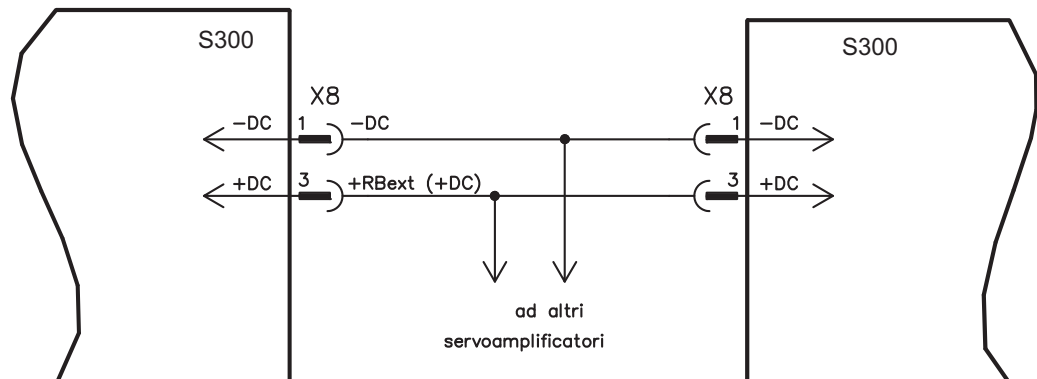 S300
S300
X8
X8
-DC
1
-DC
1
-DC
+DC
3
+RBext (+DC)
3
+DC
ad altri
servoamplificatori